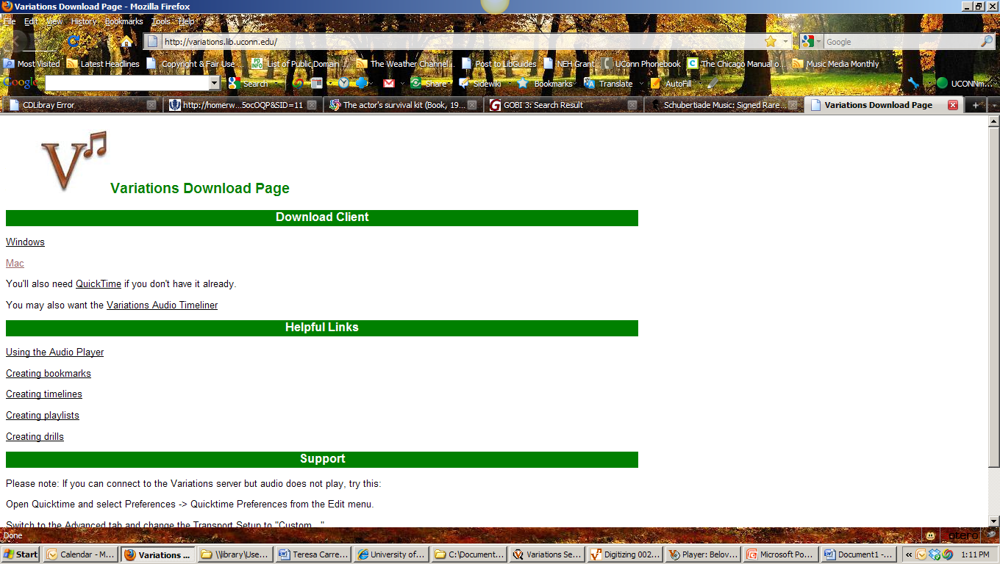 Variations Download Page - Mozilla Firefox
File Edit View History Bookmarks Tools Help
http://variations.lib.uconn.edu/ Google
Most Visited Latest Headlines Copyright & Fair Use ... List of Public Domain ... The Weather Channel... Post to LibGuides NEH Grant... UConn Phonebook The Chicago Manual o... Music Media Monthly
Google Search Share Sidewiki Bookmarks Translate AutoFill UCONNm...
CDLibray Error http://homerw...5ocOQP&SID=11 The actor's survival kit (Book, 19... GOBI 3: Search Result Schubertiade Music: Signed Rare... Variations Download Page
V
Variations Download Page
Download Client
Windows
Mac
You'll also need QuickTime if you don't have it already.
You may also want the Variations Audio Timeliner
Helpful Links
Using the Audio Player
Creating bookmarks
Creating timelines
Creating playlists
Creating drills
Support
Please note: If you can connect to the Variations server but audio does not play, try this:
Open Quicktime and select Preferences -> Quicktime Preferences from the Edit menu.
Switch to the Advanced tab and change the Transport Setup to "Custom..."
Done otero
Start Calendar - M... Variations ... \\library\Use... Teresa Carre... University of... C:\Document... Variations Se... Digitizing 002... Player: Belov... Microsoft Po... Document1 -... 1:11 PM